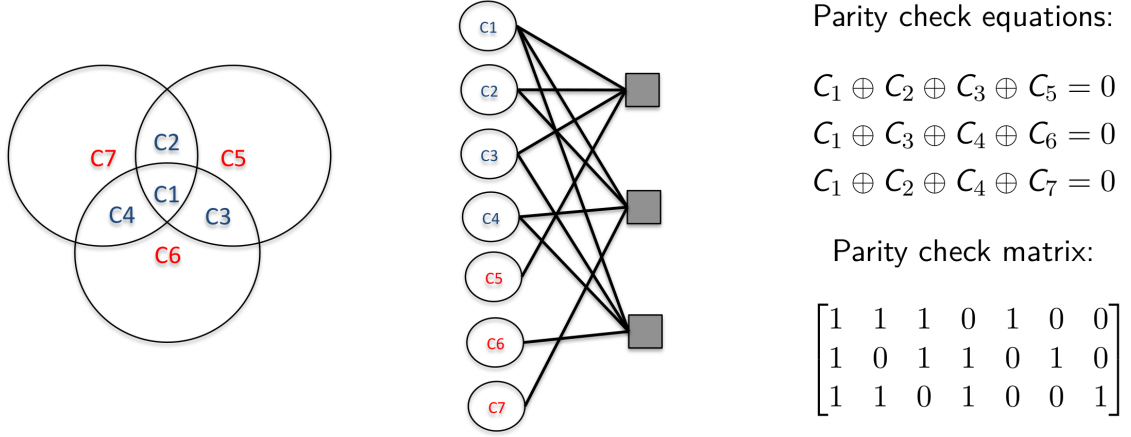 C7
C2
C5
C1
C4
C3
C6
C1
C2
C3
C4
C5
C6
C7
Parity check equations:
C₁ ⊕ C₂ ⊕ C₃ ⊕ C₅ = 0
C₁ ⊕ C₃ ⊕ C₄ ⊕ C₆ = 0
C₁ ⊕ C₂ ⊕ C₄ ⊕ C₇ = 0
Parity check matrix:
1 1 1 0 1 0 0
1 0 1 1 0 1 0
1 1 0 1 0 0 1